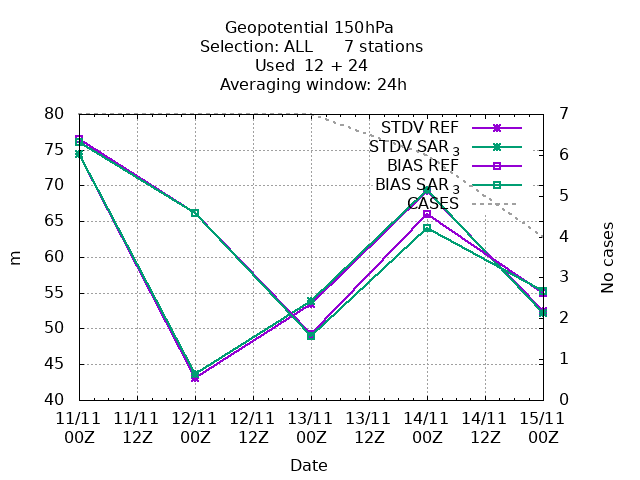 Geopotential 150hPa
Selection: ALL      7 stations
Used  12 + 24
Averaging window: 24h
80
75
70
65
60
55
50
45
40
7
6
5
4
3
2
1
0
m
No cases
STDV REF
STDV SAR 3
BIAS REF
BIAS SAR 3
CASES
11/11 11/11 12/11 12/11 13/11 13/11 14/11 14/11 15/11
00Z 12Z 00Z 12Z 00Z 12Z 00Z 12Z 00Z
Date